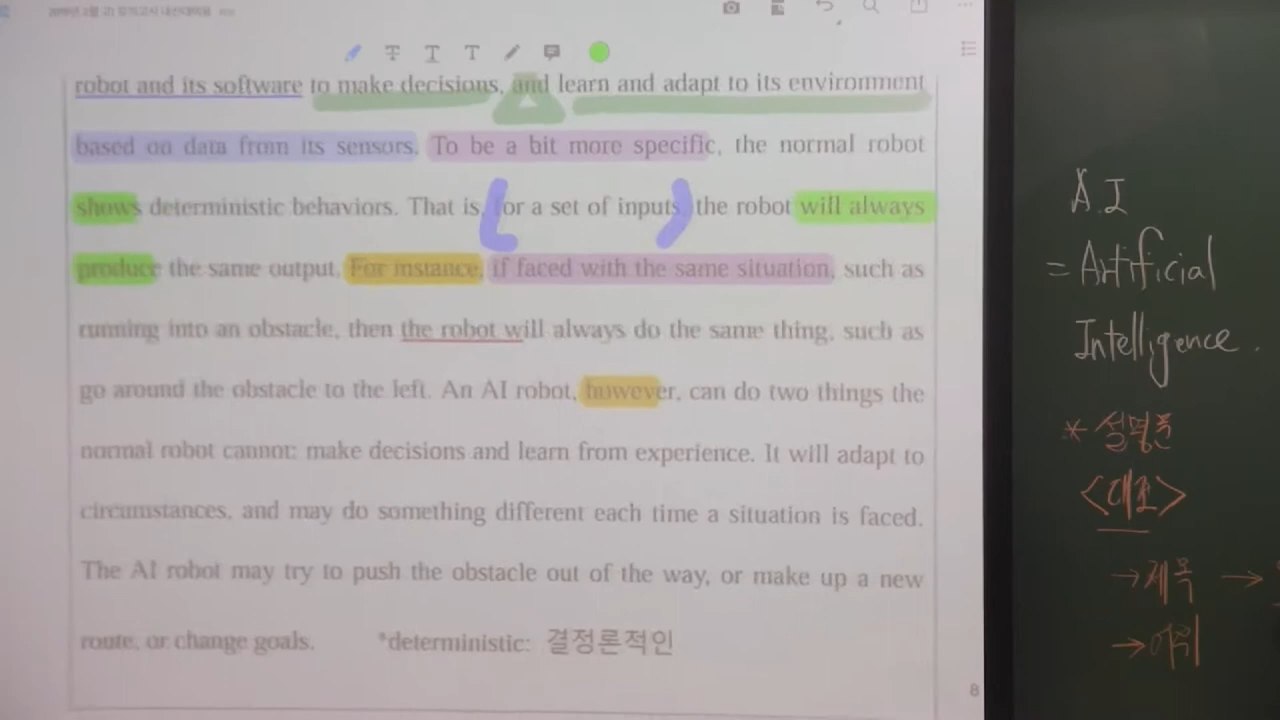 robot and its software to make decisions, and learn and adapt to its environment
based on data from its sensors. To be a bit more specific, the normal robot
shows deterministic behaviors. That is, for a set of inputs, the robot will always
produce the same output. For instance, if faced with the same situation, such as
running into an obstacle, then the robot will always do the same thing, such as
go around the obstacle to the left. An AI robot, however, can do two things the
normal robot cannot: make decisions and learn from experience. It will adapt to
circumstances, and may do something different each time a situation is faced.
The AI robot may try to push the obstacle out of the way, or make up a new
route, or change goals. *deterministic: 결정론적인
8
A.I
= Artificial
Intelligence.
* 설명문
<대조>
→제목 →
→어휘